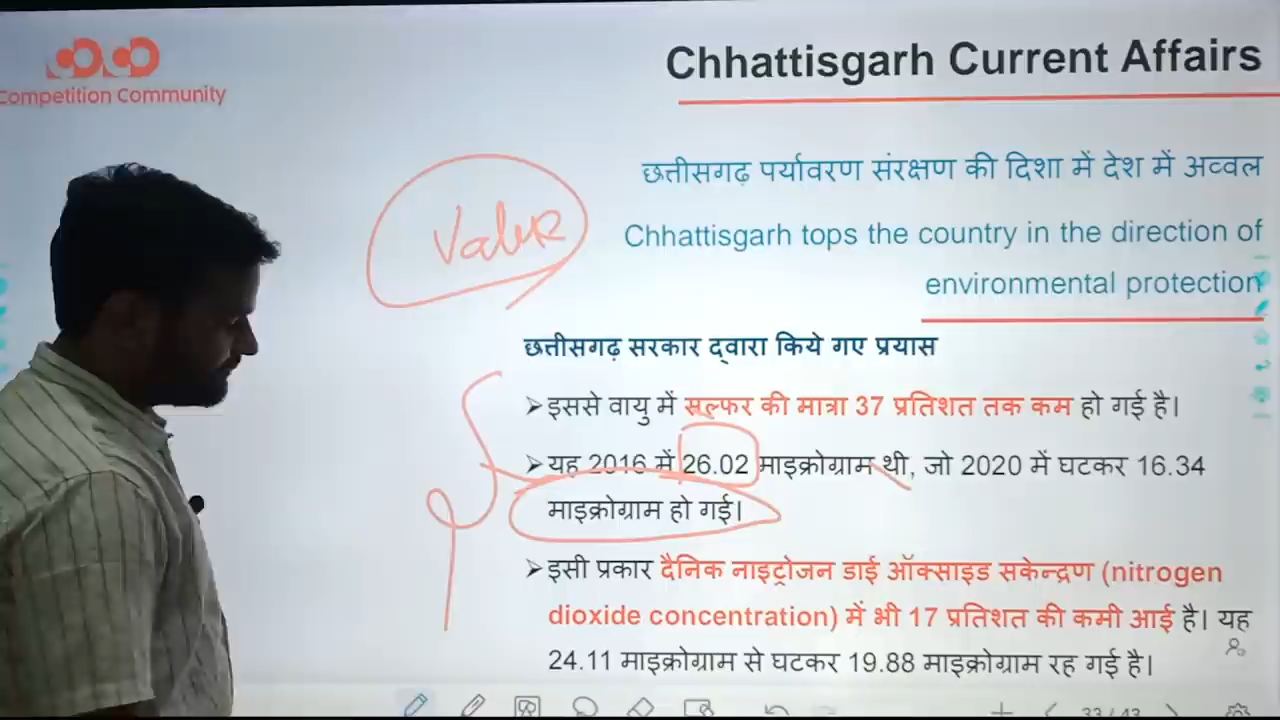 Competition Community
Chhattisgarh Current Affairs
छत्तीसगढ़ पर्यावरण संरक्षण की दिशा में देश में अव्वल
Value
Chhattisgarh tops the country in the direction of
environmental protection
छत्तीसगढ़ सरकार द्वारा किये गए प्रयास
➢इससे वायु में सल्फर की मात्रा 37 प्रतिशत तक कम हो गई है।
➢यह 2016 में 26.02 माइक्रोग्राम थी, जो 2020 में घटकर 16.34
माइक्रोग्राम हो गई।
➢इसी प्रकार दैनिक नाइट्रोजन डाई ऑक्साइड सकेन्द्रण (nitrogen
dioxide concentration) में भी 17 प्रतिशत की कमी आई है। यह
24.11 माइक्रोग्राम से घटकर 19.88 माइक्रोग्राम रह गई है।
33 / 43